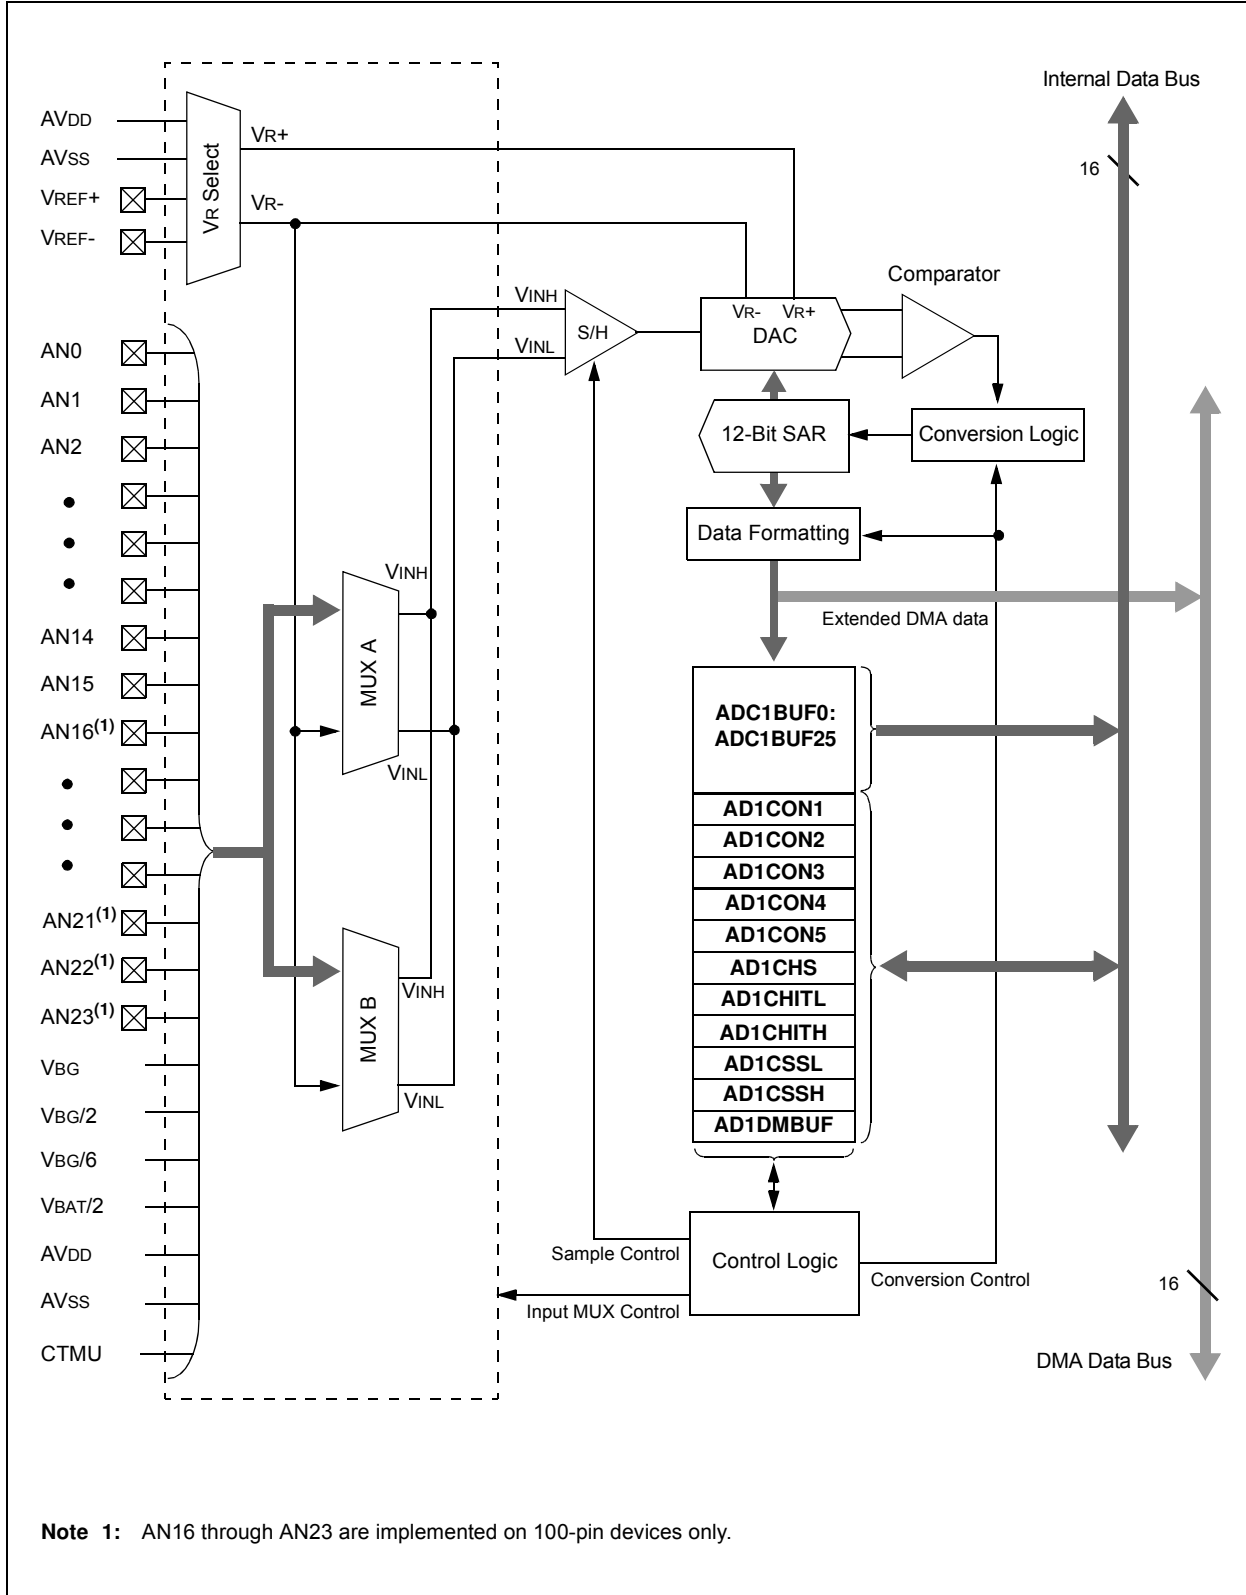 Internal Data Bus
AVDD
AVSS
VREF+
VREF-
VR Select
VR+
VR-
16
Comparator
VINH
VINL
S/H
VR- VR+
DAC
AN0
AN1
AN2
12-Bit SAR
Conversion Logic
Data Formatting
Extended DMA data
VINH
MUX A
VINL
AN14
AN15
AN16(1)
AN21(1)
AN22(1)
AN23(1)
VBG
VBG/2
VBG/6
VBAT/2
AVDD
AVSS
CTMU
MUX B
VINH
VINL
ADC1BUF0:
ADC1BUF25
AD1CON1
AD1CON2
AD1CON3
AD1CON4
AD1CON5
AD1CHS
AD1CHITL
AD1CHITH
AD1CSSL
AD1CSSH
AD1DMBUF
Sample Control
Control Logic
Conversion Control
Input MUX Control
16
DMA Data Bus
Note 1: AN16 through AN23 are implemented on 100-pin devices only.